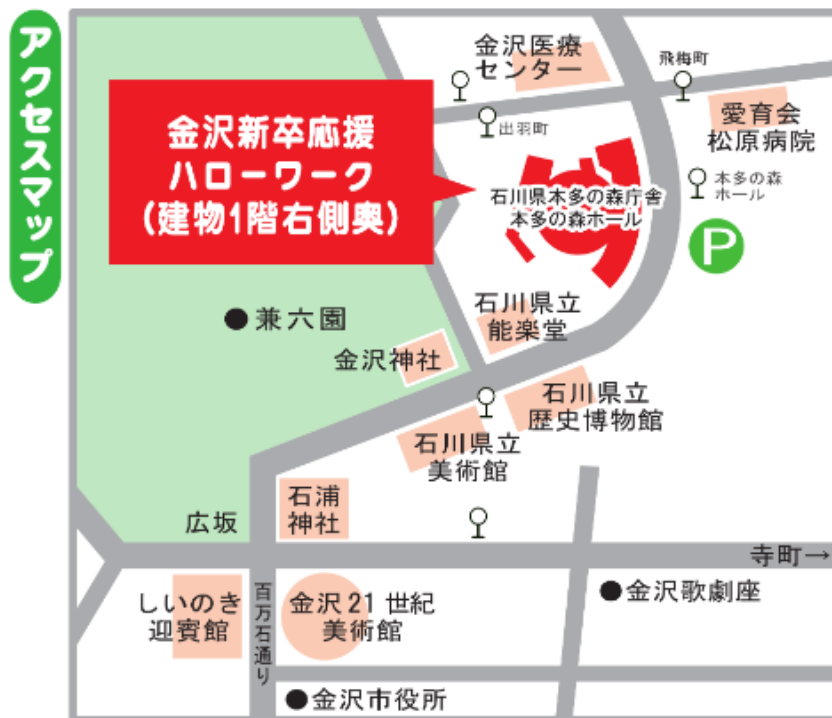 アクセスマップ
金沢医療
センター
飛梅町
出羽町
愛育会
松原病院
金沢新卒応援
ハローワーク
(建物1階右側奥)
石川県本多の森庁舎
本多の森ホール
本多の森
ホール
P
●兼六園
石川県立
能楽堂
金沢神社
石川県立
歴史博物館
石川県立
美術館
石浦
神社
広坂
寺町→
しいのき
迎賓館
百万石通り
金沢21世紀
美術館
●金沢歌劇座
●金沢市役所